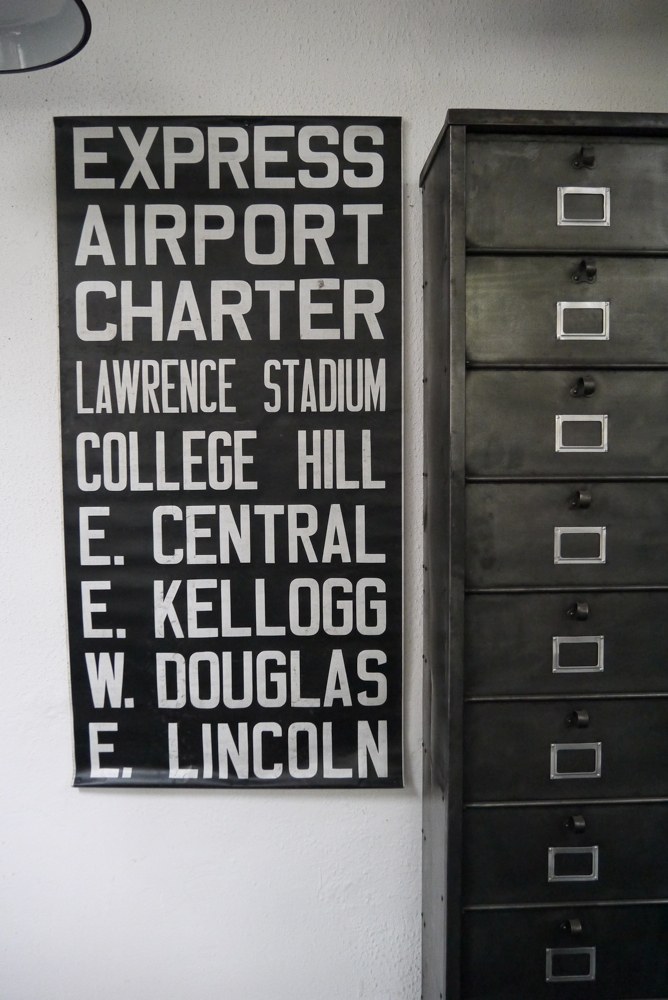 EXPRESS
AIRPORT
CHARTER
LAWRENCE STADIUM
COLLEGE HILL
E. CENTRAL
E. KELLOGG
W. DOUGLAS
E. LINCOLN